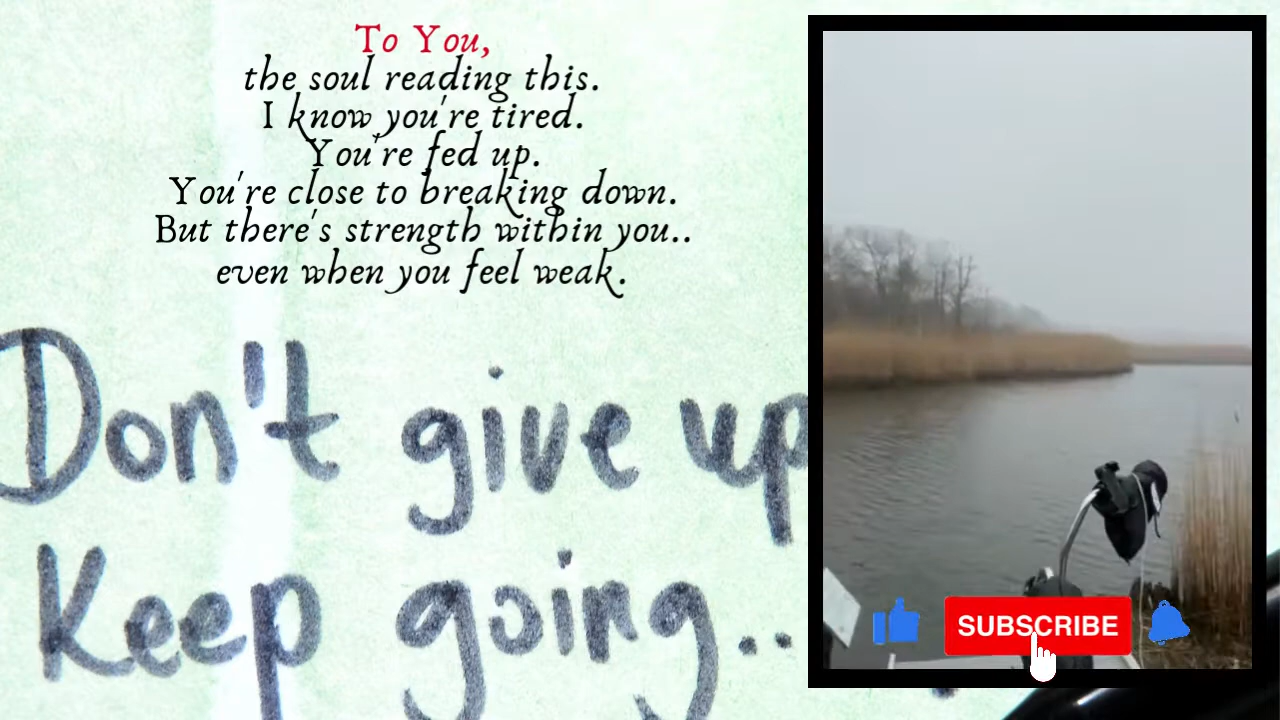 To You,
the soul reading this.
I know you're tired.
You're fed up.
You're close to breaking down.
But there's strength within you..
even when you feel weak.
Don't give up
Keep going..
SUBSCRIBE